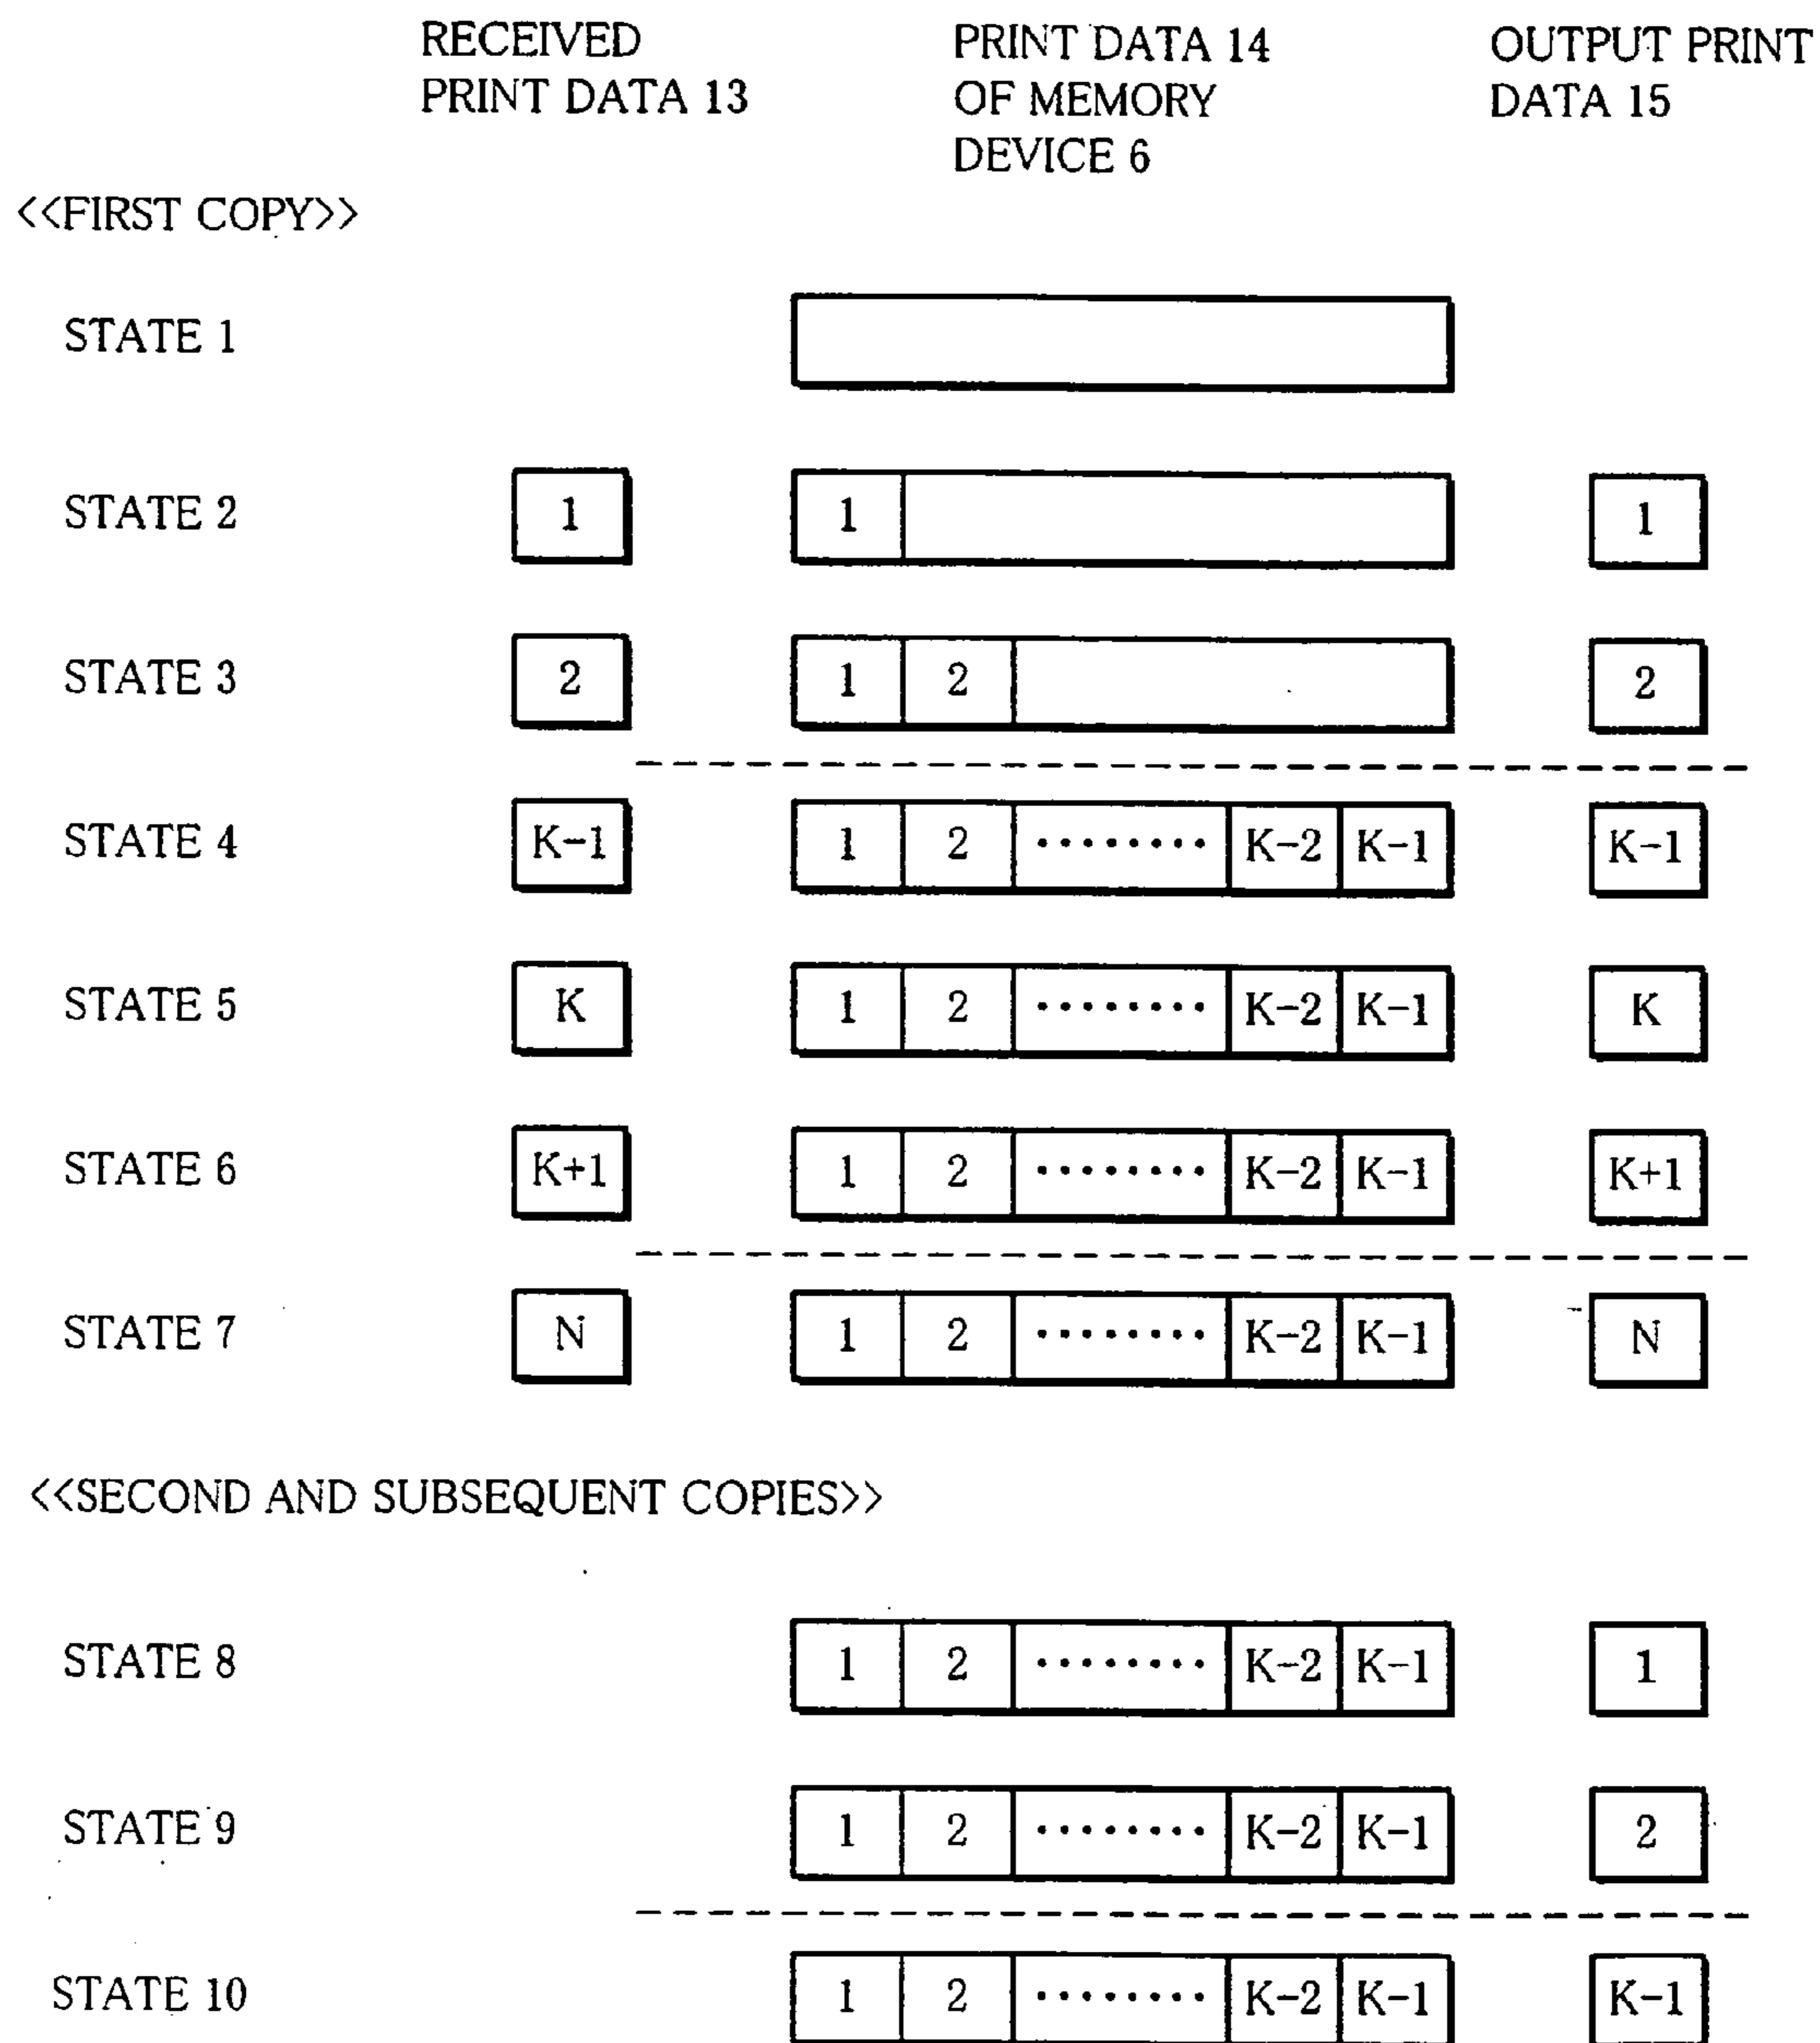 RECEIVED
PRINT DATA 13
PRINT DATA 14
OF MEMORY
DEVICE 6
OUTPUT PRINT
DATA 15
<<FIRST COPY>>
STATE 1
STATE 2 1 1 1
STATE 3 2 1 2 2
STATE 4 K-1 1 2 ········ K-2 K-1 K-1
STATE 5 K 1 2 ········ K-2 K-1 K
STATE 6 K+1 1 2 ········ K-2 K-1 K+1
STATE 7 N 1 2 ········ K-2 K-1 N
<<SECOND AND SUBSEQUENT COPIES>>
STATE 8 1 2 ········ K-2 K-1 1
STATE 9 1 2 ········ K-2 K-1 2
STATE 10 1 2 ········ K-2 K-1 K-1